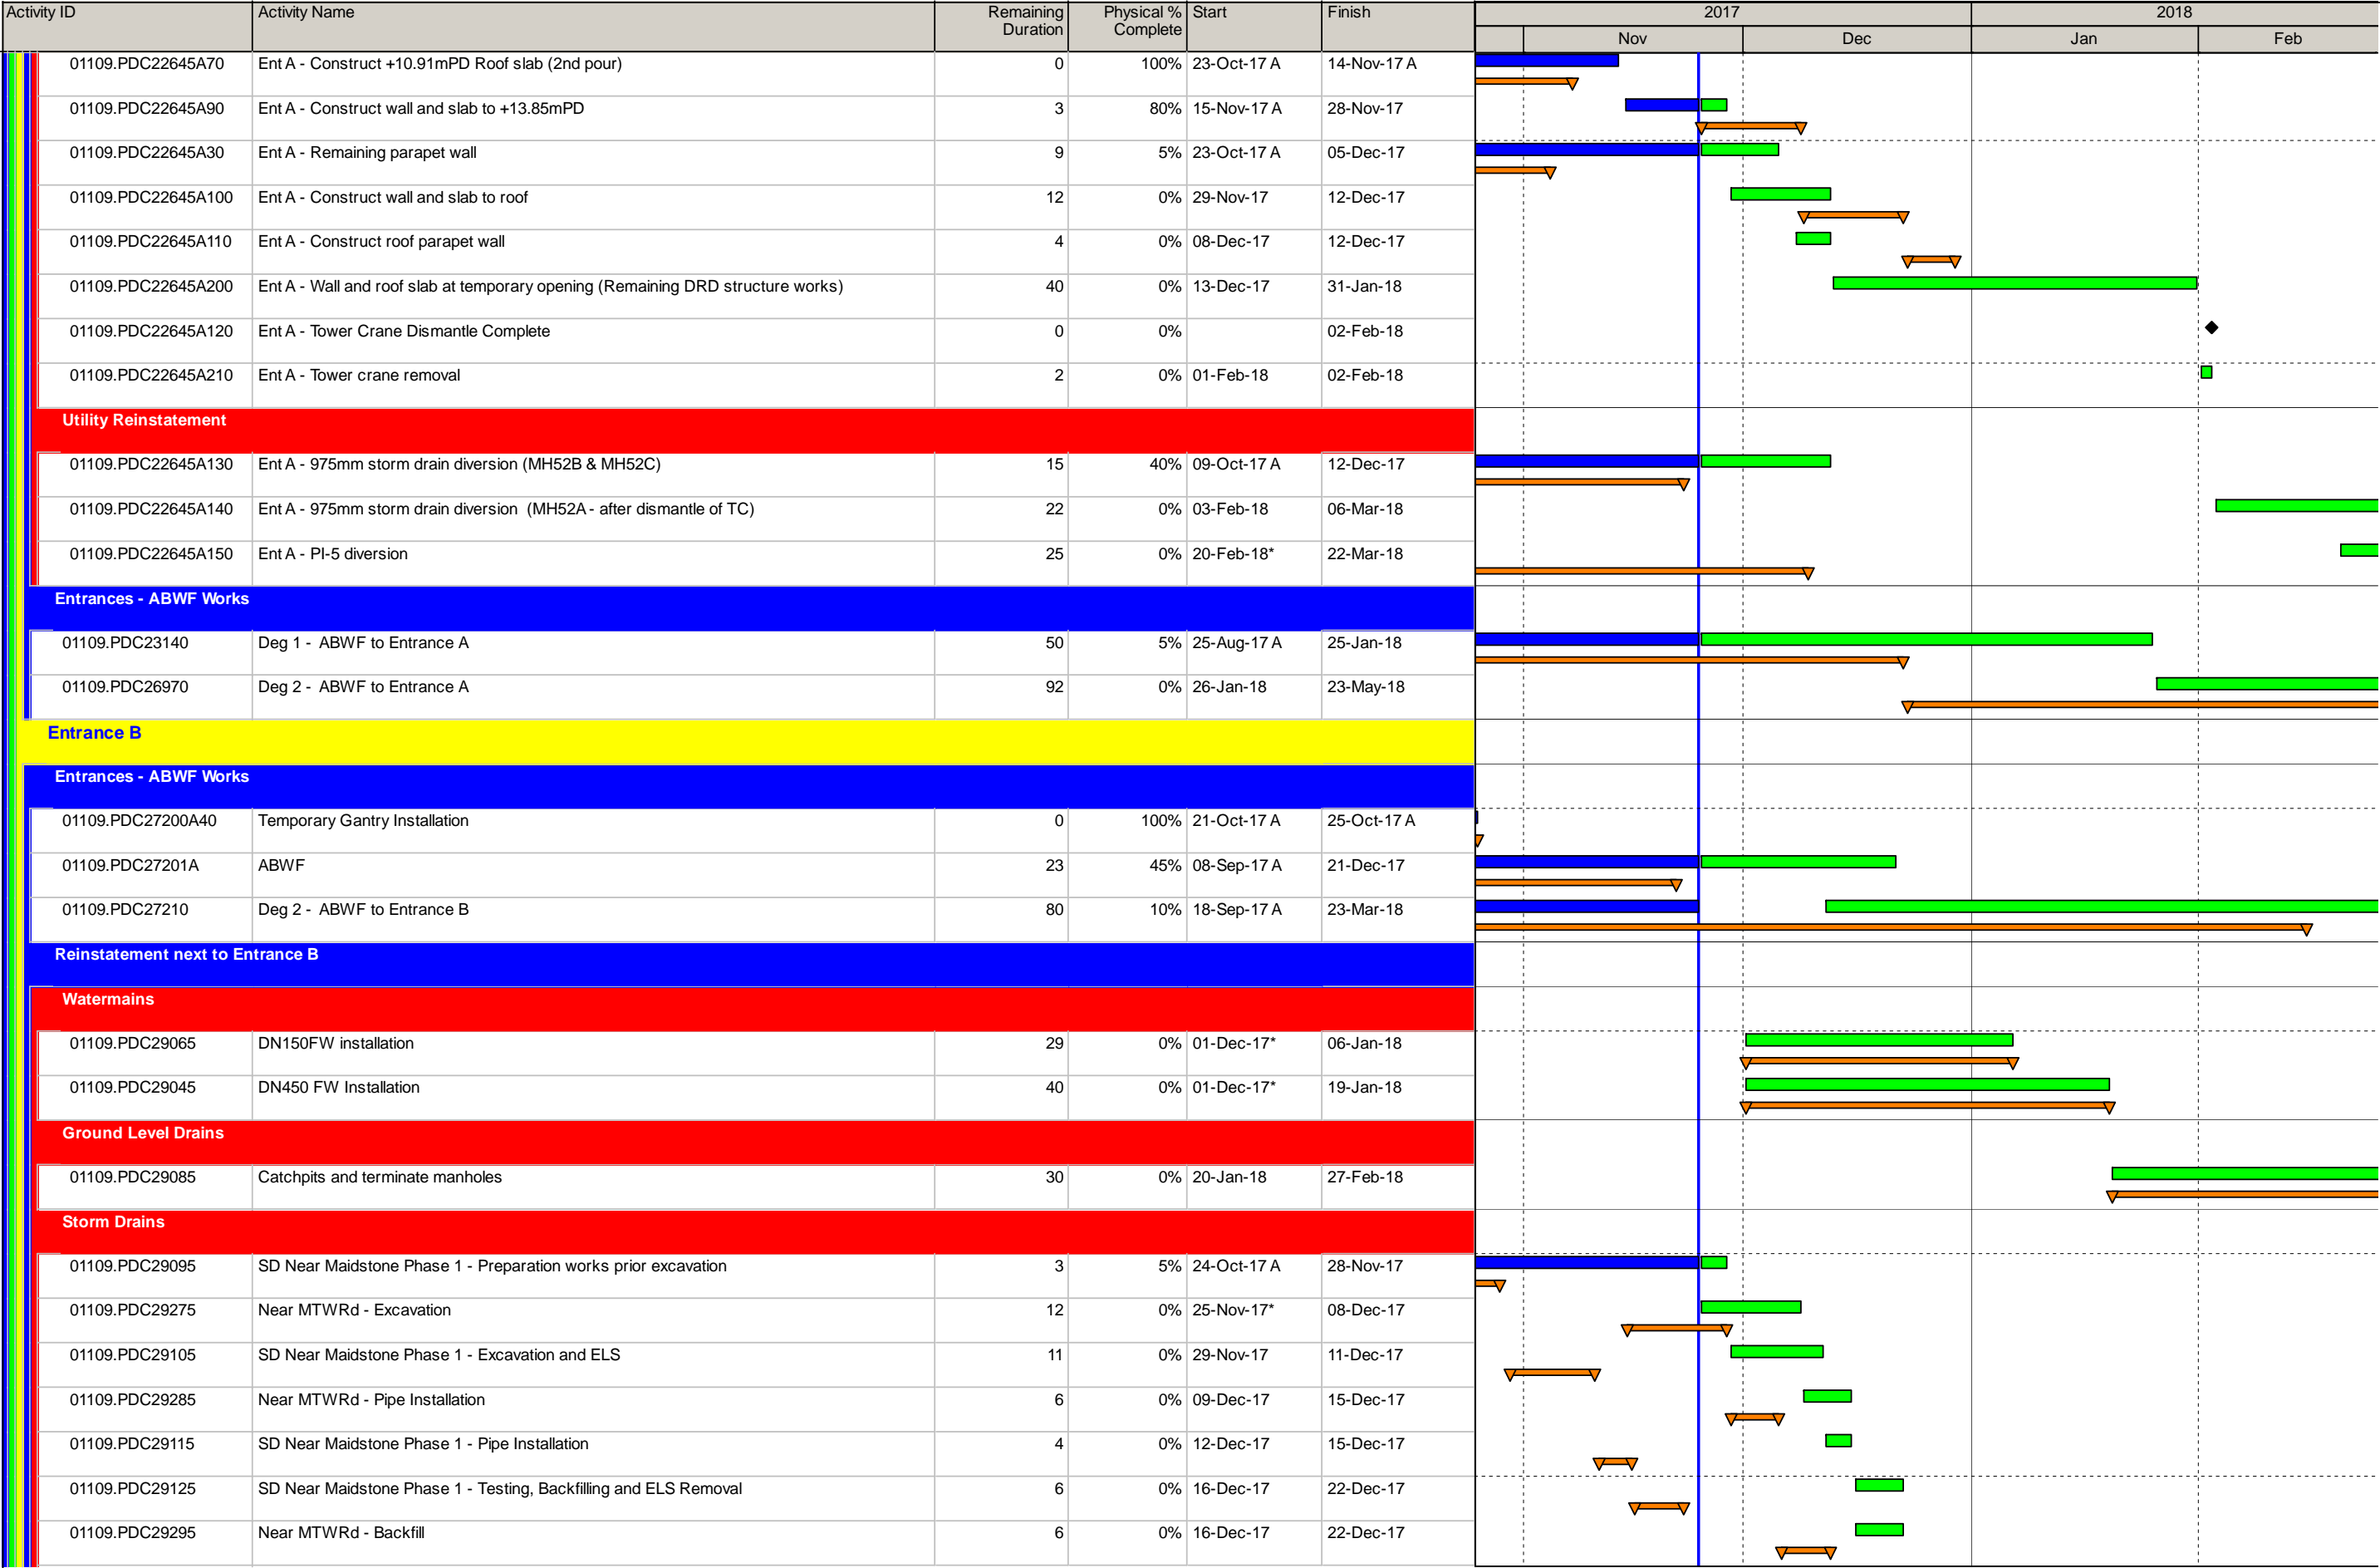 Activity ID Activity Name Remaining Duration Physical % Complete Start Finish 2017 2018
Nov Dec Jan Feb
01109.PDC22645A70 Ent A - Construct +10.91mPD Roof slab (2nd pour) 0 100% 23-Oct-17 A 14-Nov-17 A
01109.PDC22645A90 Ent A - Construct wall and slab to +13.85mPD 3 80% 15-Nov-17 A 28-Nov-17
01109.PDC22645A30 Ent A - Remaining parapet wall 9 5% 23-Oct-17 A 05-Dec-17
01109.PDC22645A100 Ent A - Construct wall and slab to roof 12 0% 29-Nov-17 12-Dec-17
01109.PDC22645A110 Ent A - Construct roof parapet wall 4 0% 08-Dec-17 12-Dec-17
01109.PDC22645A200 Ent A - Wall and roof slab at temporary opening (Remaining DRD structure works) 40 0% 13-Dec-17 31-Jan-18
01109.PDC22645A120 Ent A - Tower Crane Dismantle Complete 0 0% 02-Feb-18
01109.PDC22645A210 Ent A - Tower crane removal 2 0% 01-Feb-18 02-Feb-18
Utility Reinstatement
01109.PDC22645A130 Ent A - 975mm storm drain diversion (MH52B & MH52C) 15 40% 09-Oct-17 A 12-Dec-17
01109.PDC22645A140 Ent A - 975mm storm drain diversion (MH52A - after dismantle of TC) 22 0% 03-Feb-18 06-Mar-18
01109.PDC22645A150 Ent A - PI-5 diversion 25 0% 20-Feb-18* 22-Mar-18
Entrances - ABWF Works
01109.PDC23140 Deg 1 - ABWF to Entrance A 50 5% 25-Aug-17 A 25-Jan-18
01109.PDC26970 Deg 2 - ABWF to Entrance A 92 0% 26-Jan-18 23-May-18
Entrance B
Entrances - ABWF Works
01109.PDC27200A40 Temporary Gantry Installation 0 100% 21-Oct-17 A 25-Oct-17 A
01109.PDC27201A ABWF 23 45% 08-Sep-17 A 21-Dec-17
01109.PDC27210 Deg 2 - ABWF to Entrance B 80 10% 18-Sep-17 A 23-Mar-18
Reinstatement next to Entrance B
Watermains
01109.PDC29065 DN150FW installation 29 0% 01-Dec-17* 06-Jan-18
01109.PDC29045 DN450 FW Installation 40 0% 01-Dec-17* 19-Jan-18
Ground Level Drains
01109.PDC29085 Catchpits and terminate manholes 30 0% 20-Jan-18 27-Feb-18
Storm Drains
01109.PDC29095 SD Near Maidstone Phase 1 - Preparation works prior excavation 3 5% 24-Oct-17 A 28-Nov-17
01109.PDC29275 Near MTWRd - Excavation 12 0% 25-Nov-17* 08-Dec-17
01109.PDC29105 SD Near Maidstone Phase 1 - Excavation and ELS 11 0% 29-Nov-17 11-Dec-17
01109.PDC29285 Near MTWRd - Pipe Installation 6 0% 09-Dec-17 15-Dec-17
01109.PDC29115 SD Near Maidstone Phase 1 - Pipe Installation 4 0% 12-Dec-17 15-Dec-17
01109.PDC29125 SD Near Maidstone Phase 1 - Testing, Backfilling and ELS Removal 6 0% 16-Dec-17 22-Dec-17
01109.PDC29295 Near MTWRd - Backfill 6 0% 16-Dec-17 22-Dec-17